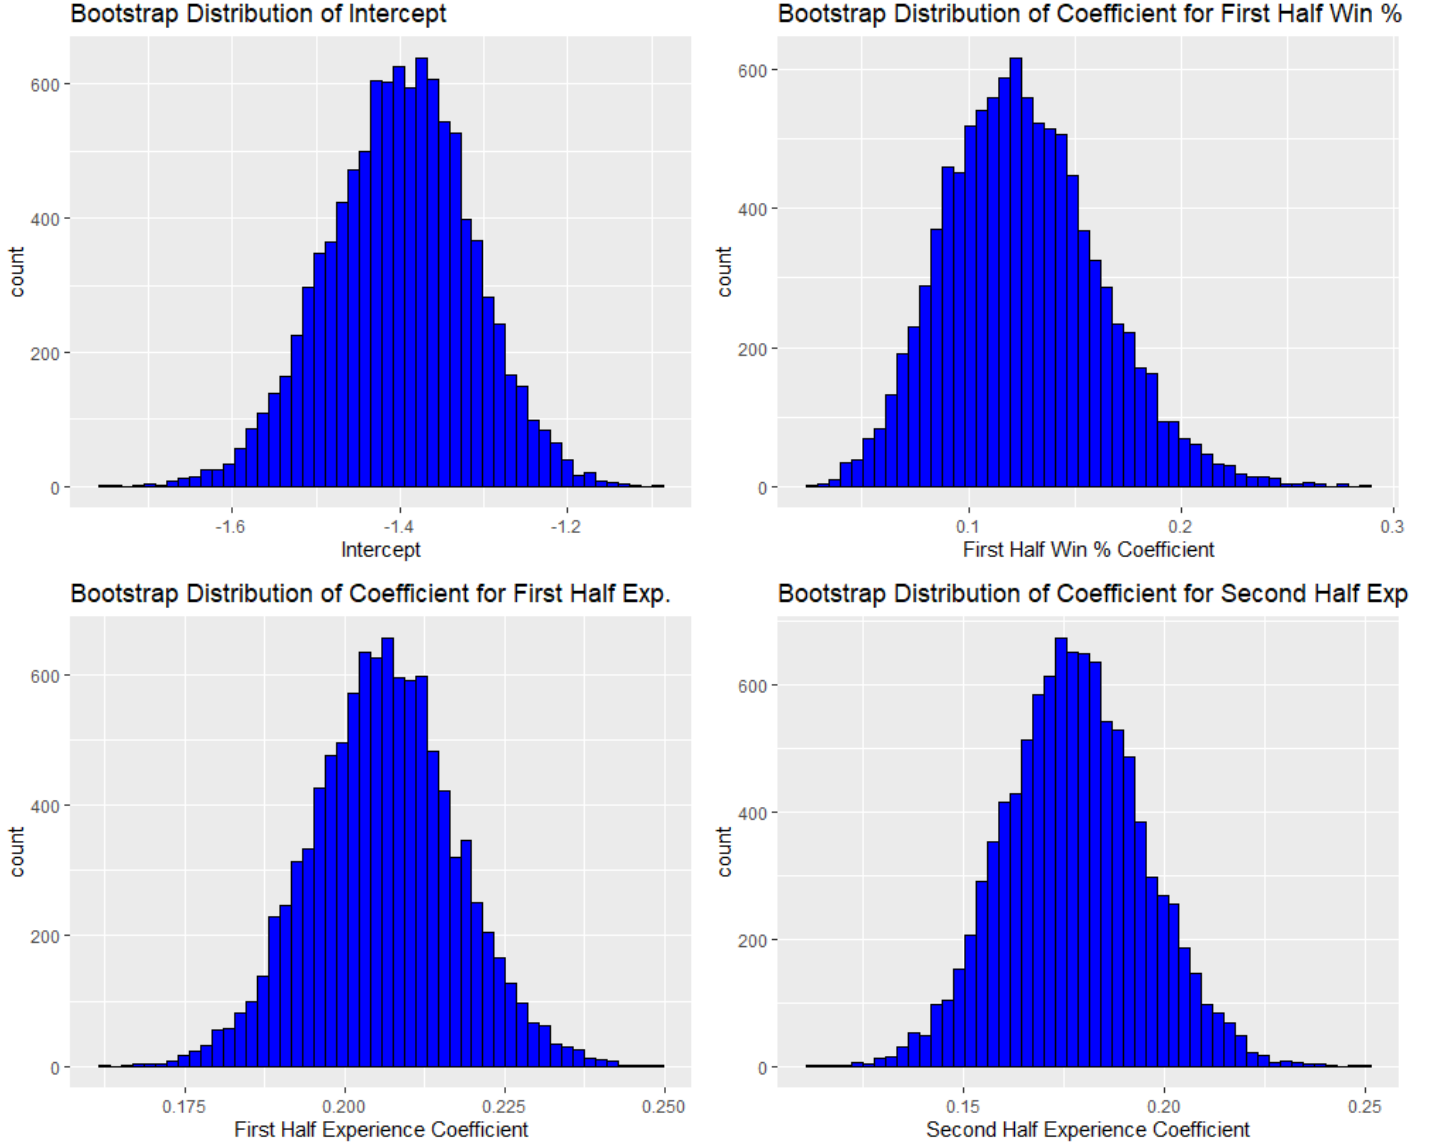 Bootstrap Distribution of Intercept
count
600
400
200
0
-1.6 -1.4 -1.2
Intercept
Bootstrap Distribution of Coefficient for First Half Win %
count
600
400
200
0
0.1 0.2 0.3
First Half Win % Coefficient
Bootstrap Distribution of Coefficient for First Half Exp.
count
600
400
200
0
0.175 0.200 0.225 0.250
First Half Experience Coefficient
Bootstrap Distribution of Coefficient for Second Half Exp
count
600
400
200
0
0.15 0.20 0.25
Second Half Experience Coefficient